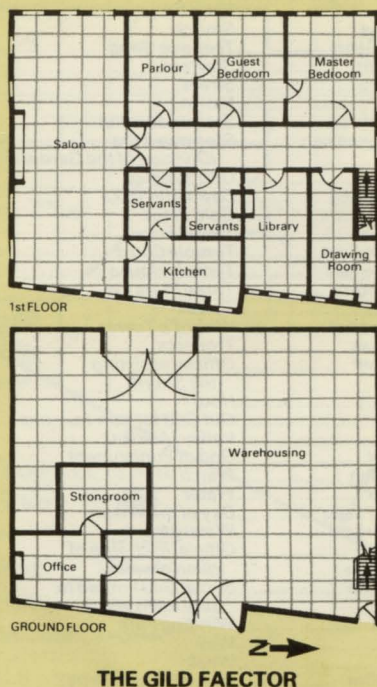 Parlour
Guest
Bedroom
Master
Bedroom
Salon
Servants
Servants
Library
Kitchen
Drawing
Room
1st FLOOR
Warehousing
Strongroom
Office
GROUND FLOOR
N
THE GILD FAECTOR